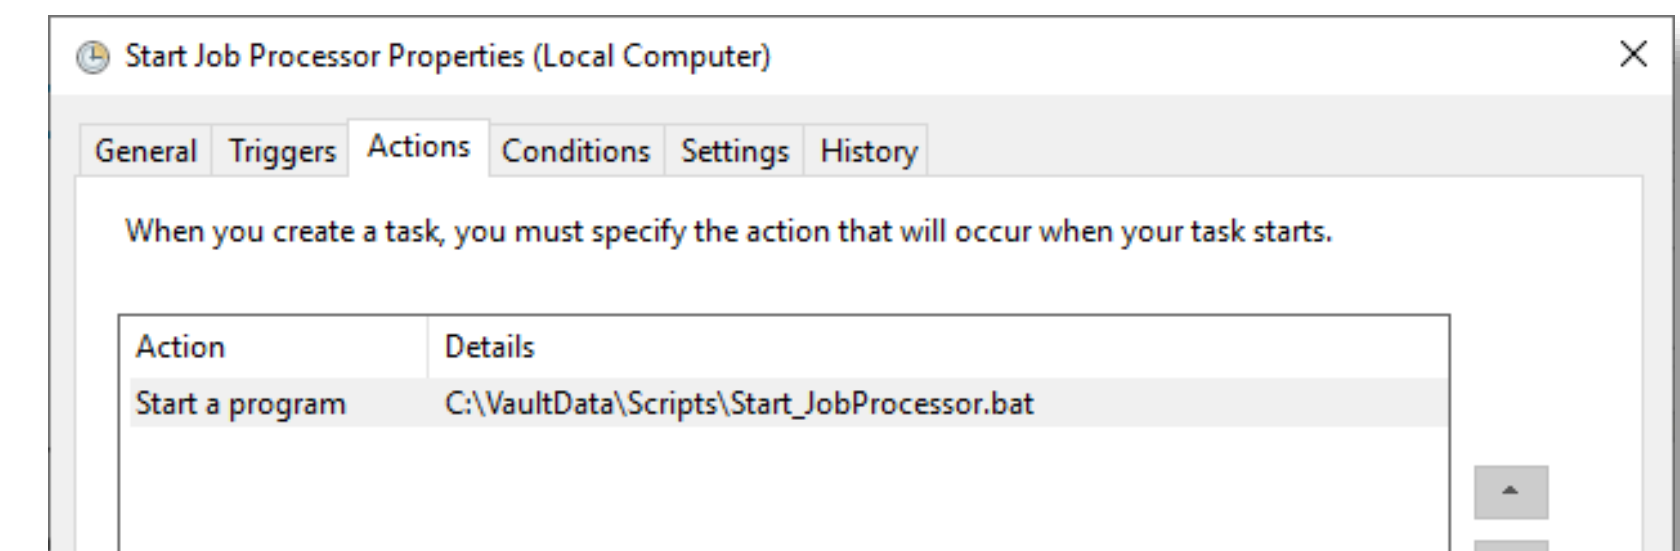 Start Job Processor Properties (Local Computer)
General Triggers Actions Conditions Settings History
When you create a task, you must specify the action that will occur when your task starts.
Action Details
Start a program C:\VaultData\Scripts\Start_JobProcessor.bat